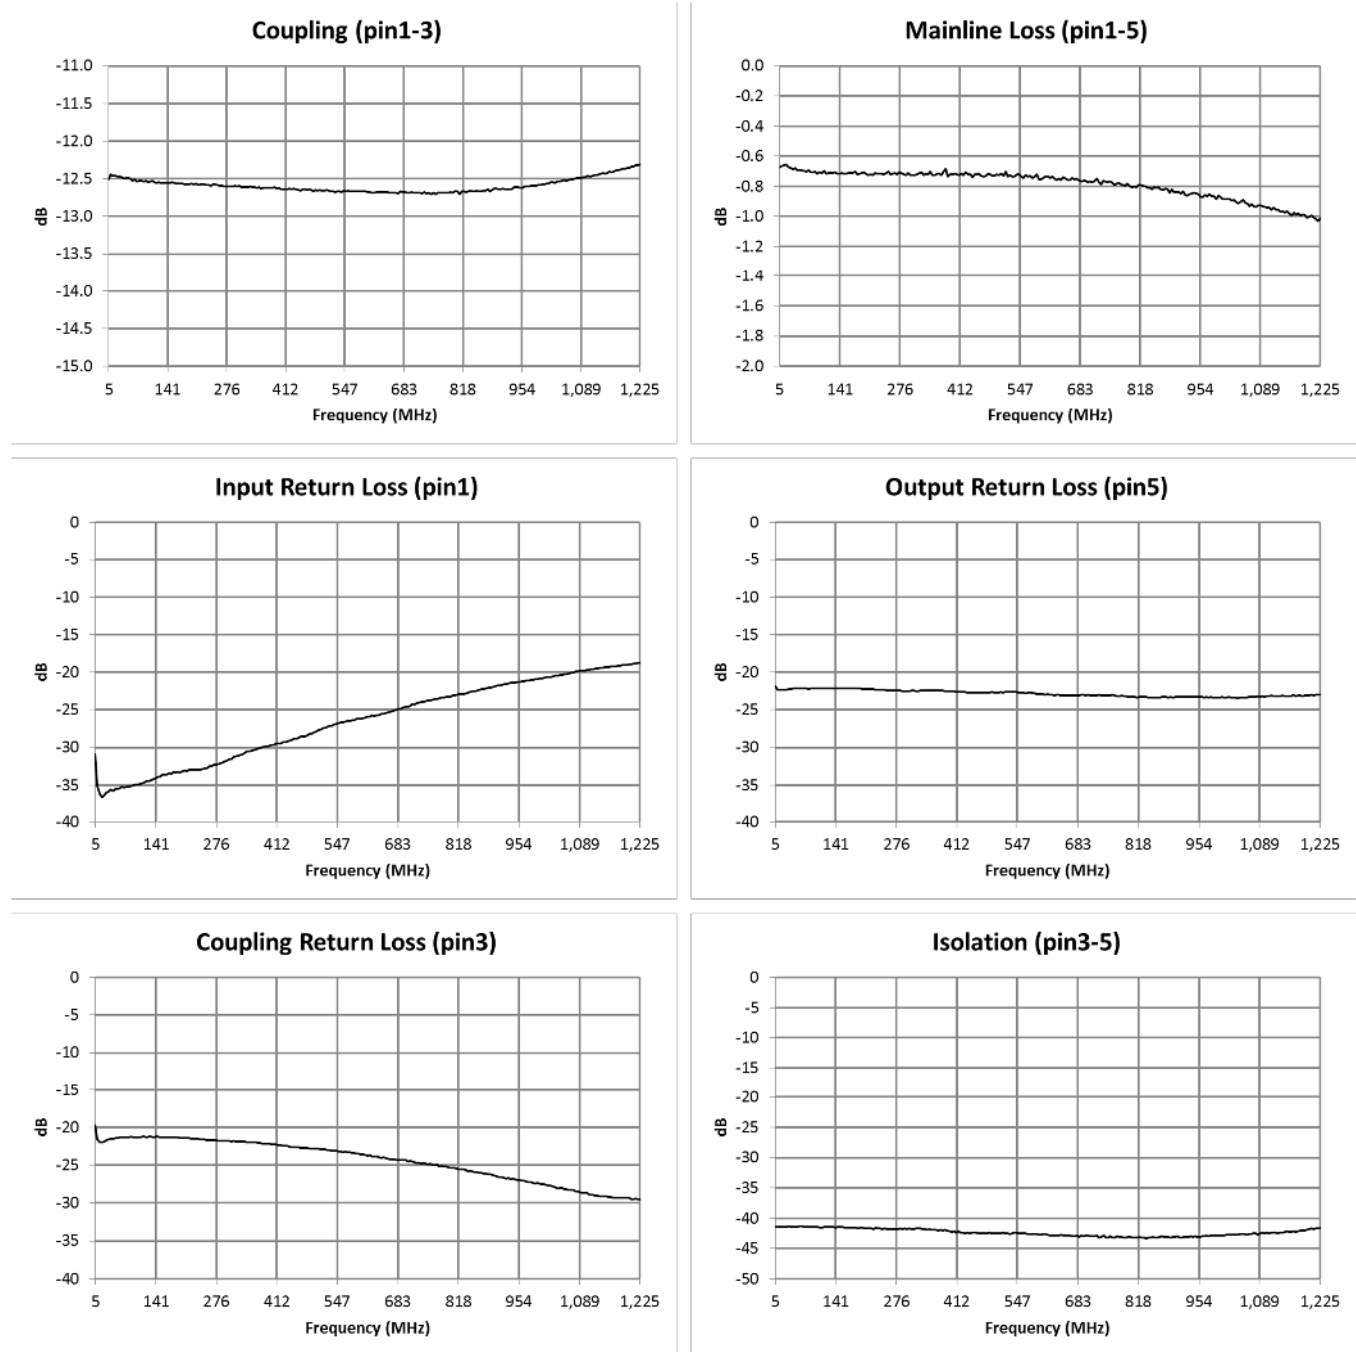 Coupling (pin1-3)
-11.0
-11.5
-12.0
-12.5
-13.0
-13.5
-14.0
-14.5
-15.0
dB
5 141 276 412 547 683 818 954 1,089 1,225
Frequency (MHz)
Mainline Loss (pin1-5)
0.0
-0.2
-0.4
-0.6
-0.8
-1.0
-1.2
-1.4
-1.6
-1.8
-2.0
dB
5 141 276 412 547 683 818 954 1,089 1,225
Frequency (MHz)
Input Return Loss (pin1)
0
-5
-10
-15
-20
-25
-30
-35
-40
dB
5 141 276 412 547 683 818 954 1,089 1,225
Frequency (MHz)
Output Return Loss (pin5)
0
-5
-10
-15
-20
-25
-30
-35
-40
dB
5 141 276 412 547 683 818 954 1,089 1,225
Frequency (MHz)
Coupling Return Loss (pin3)
0
-5
-10
-15
-20
-25
-30
-35
-40
dB
5 141 276 412 547 683 818 954 1,089 1,225
Frequency (MHz)
Isolation (pin3-5)
0
-5
-10
-15
-20
-25
-30
-35
-40
-45
-50
dB
5 141 276 412 547 683 818 954 1,089 1,225
Frequency (MHz)